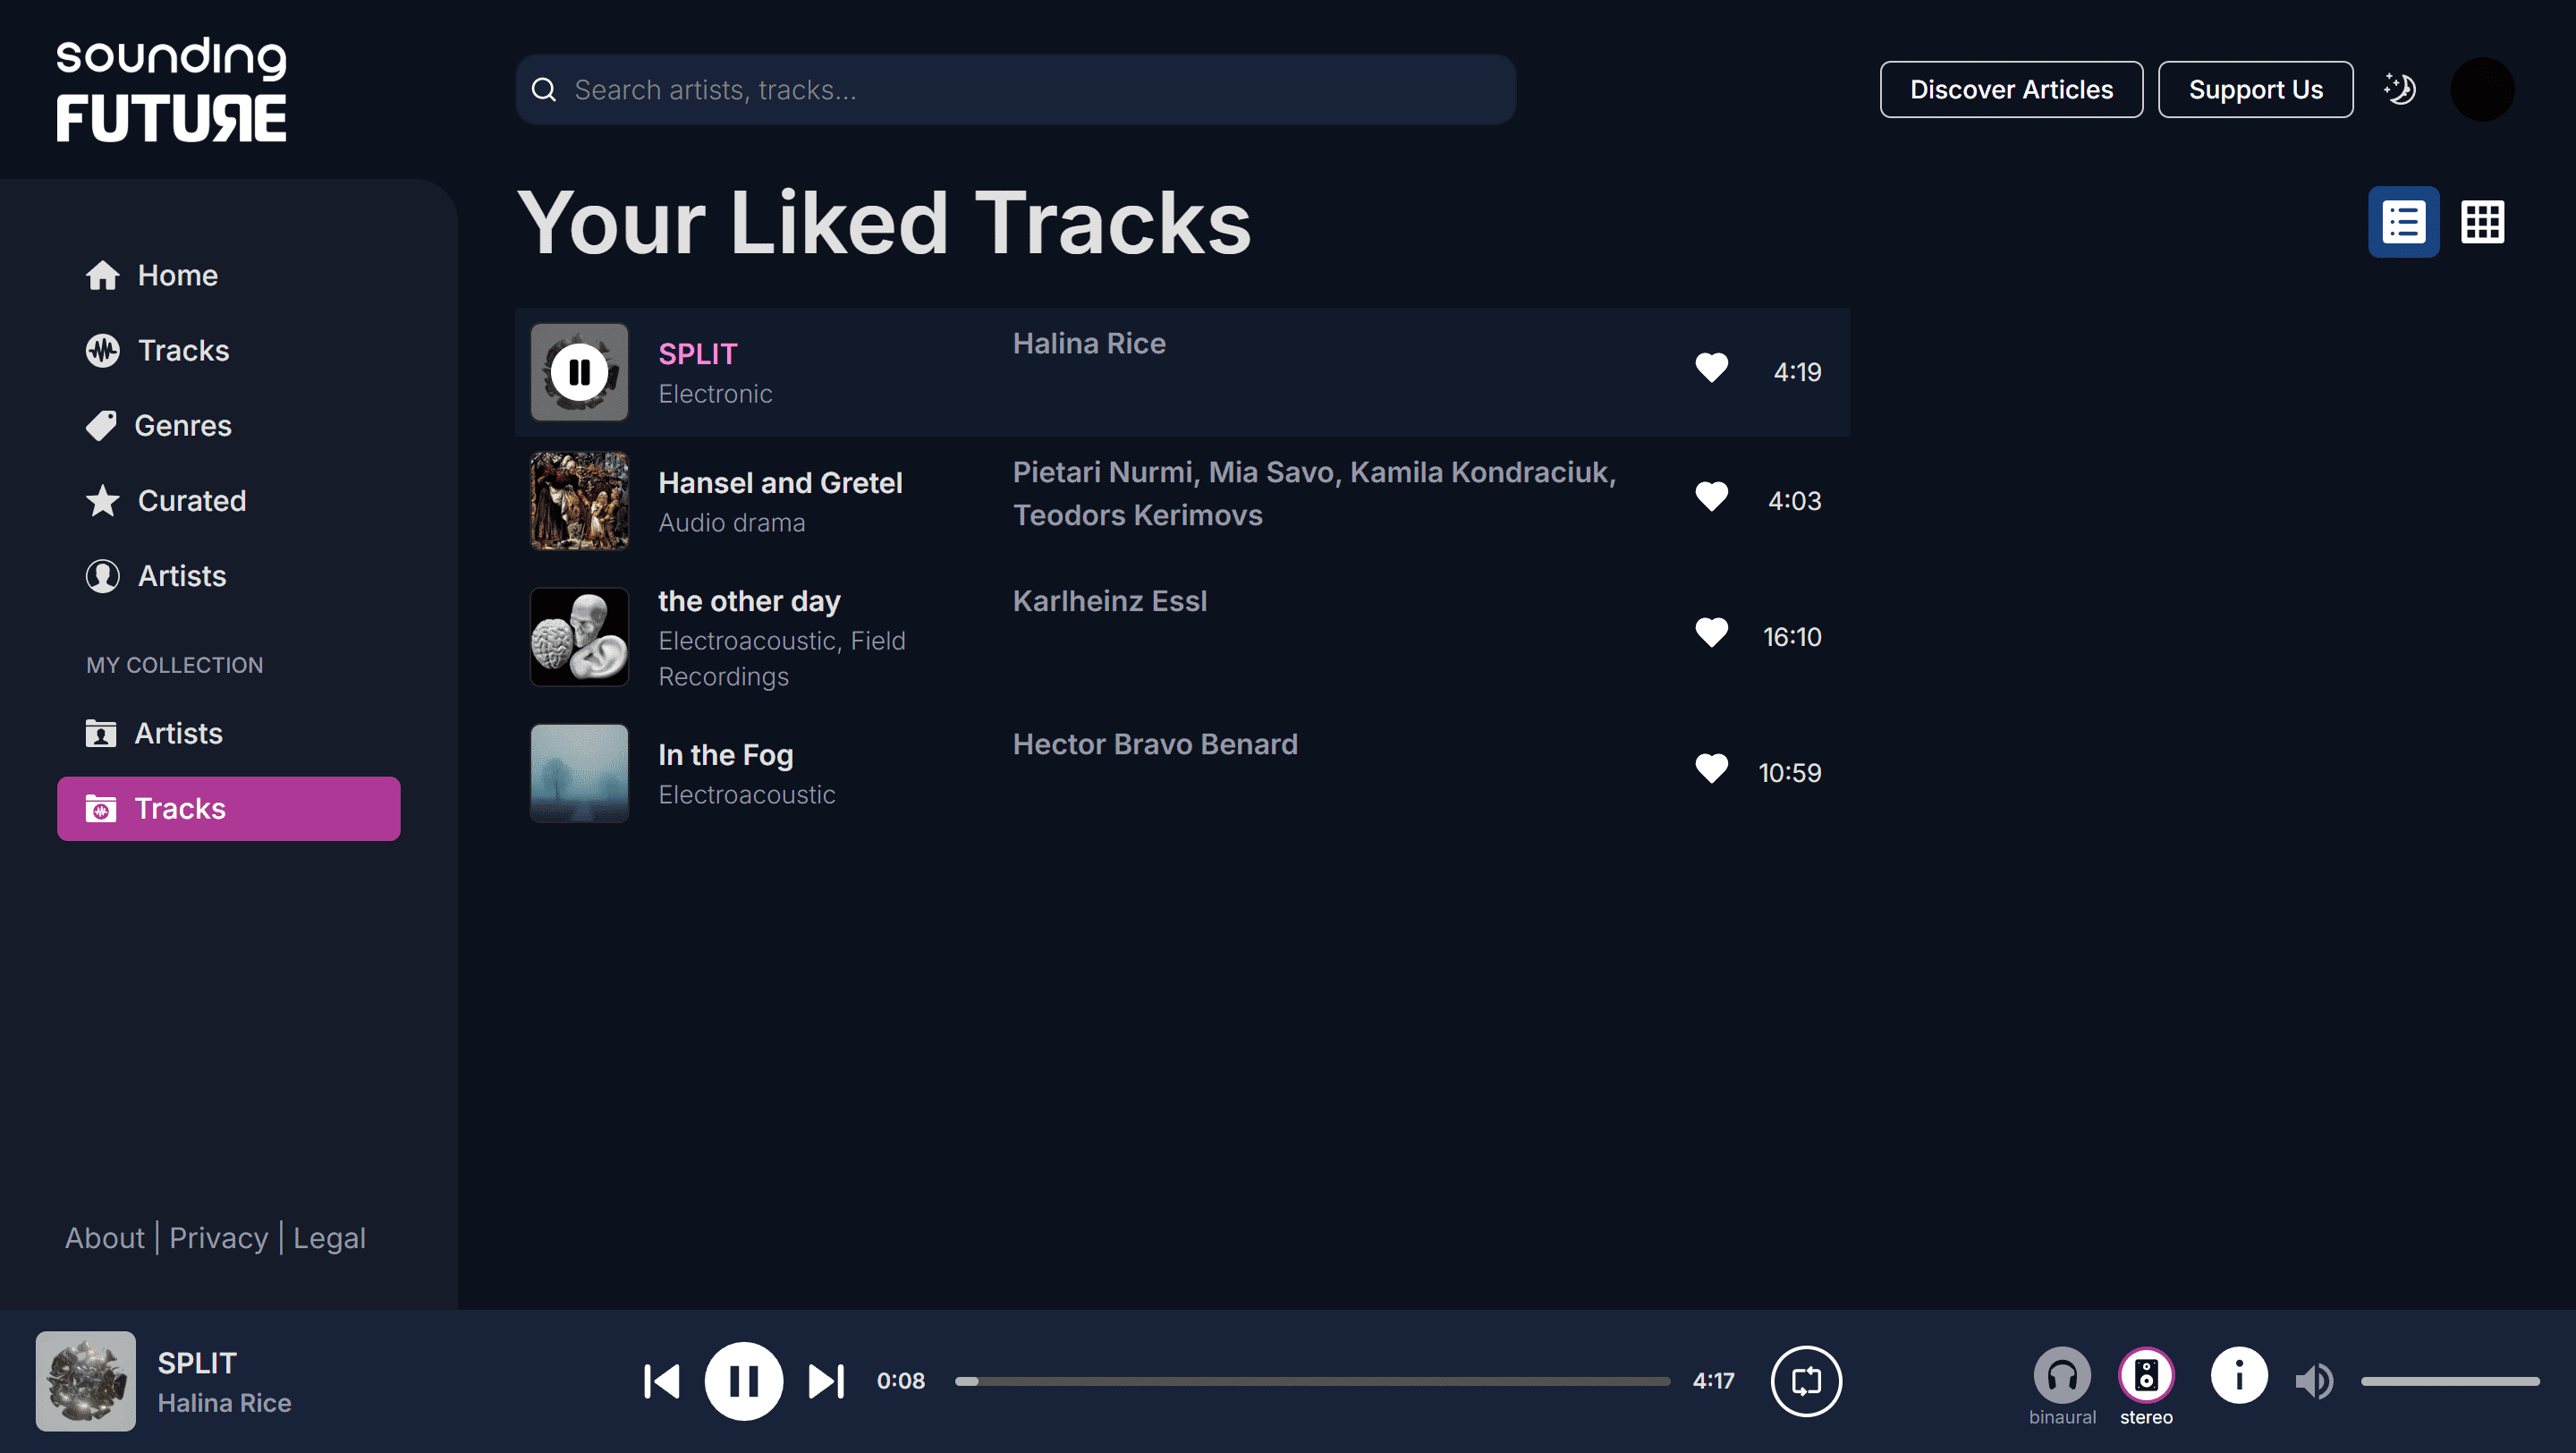 sounding
FUTURE
Search artists, tracks...
Discover Articles
Support Us
Home
Tracks
Genres
Curated
Artists
MY COLLECTION
Artists
Tracks
About | Privacy | Legal
Your Liked Tracks
SPLIT
Electronic
Halina Rice
4:19
Hansel and Gretel
Audio drama
Pietari Nurmi, Mia Savo, Kamila Kondraciuk,
Teodors Kerimovs
4:03
the other day
Electroacoustic, Field
Recordings
Karlheinz Essl
16:10
In the Fog
Electroacoustic
Hector Bravo Benard
10:59
SPLIT
Halina Rice
0:08
4:17
binaural
stereo